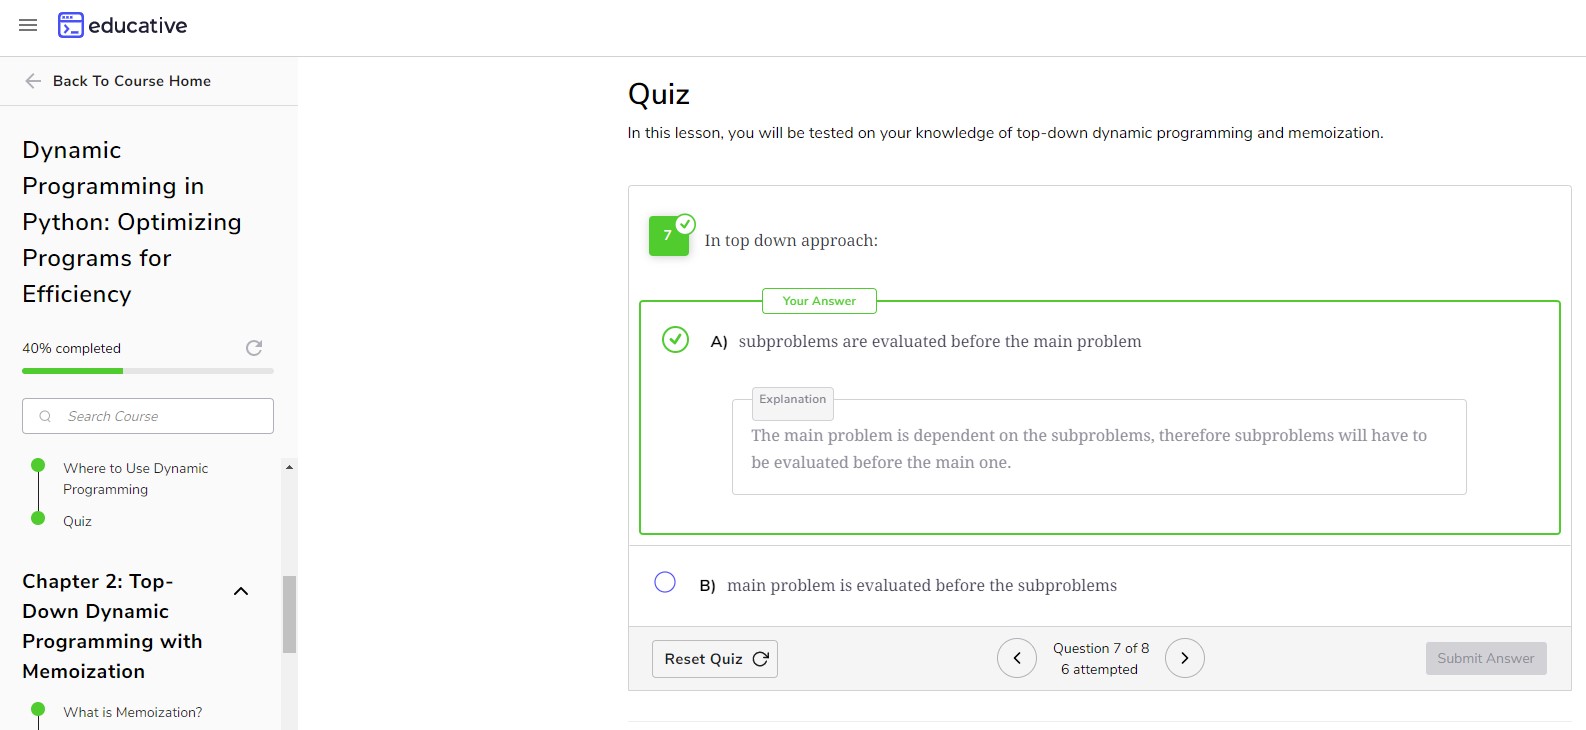 educative
Back To Course Home
Dynamic
Programming in
Python: Optimizing
Programs for
Efficiency
40% completed
Search Course
Where to Use Dynamic
Programming
Quiz
Chapter 2: Top-
Down Dynamic
Programming with
Memoization
What is Memoization?
Quiz
In this lesson, you will be tested on your knowledge of top-down dynamic programming and memoization.
7
In top down approach:
Your Answer
A) subproblems are evaluated before the main problem
Explanation
The main problem is dependent on the subproblems, therefore subproblems will have to
be evaluated before the main one.
B) main problem is evaluated before the subproblems
Reset Quiz
Question 7 of 8
6 attempted
Submit Answer